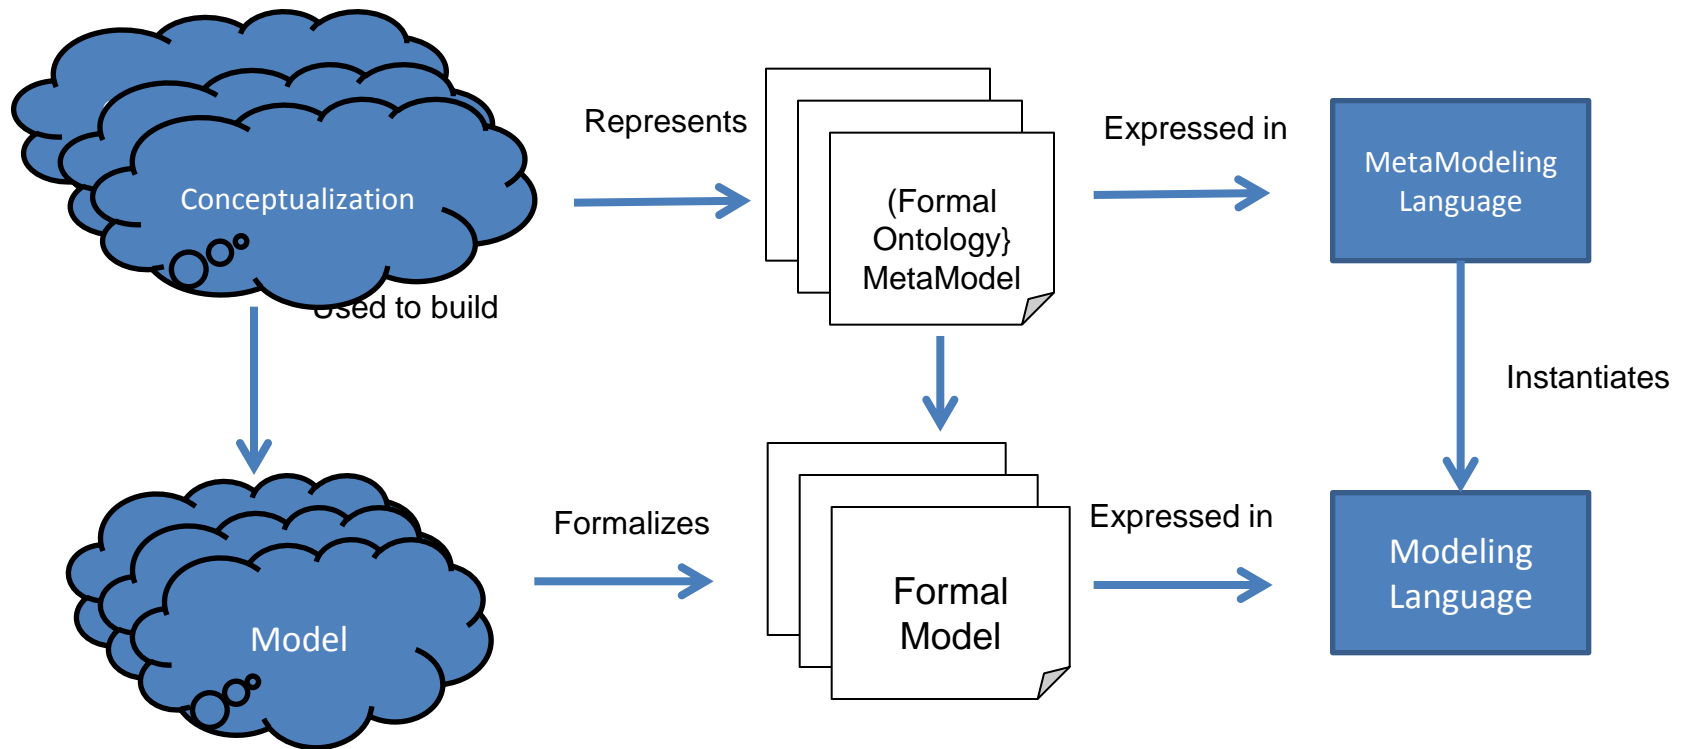 Represents
Expressed in
MetaModeling
Language
Conceptualization
(Formal
Ontology}
MetaModel
Used to build
Instantiates
Formalizes
Expressed in
Modeling
Language
Formal
Model
Model